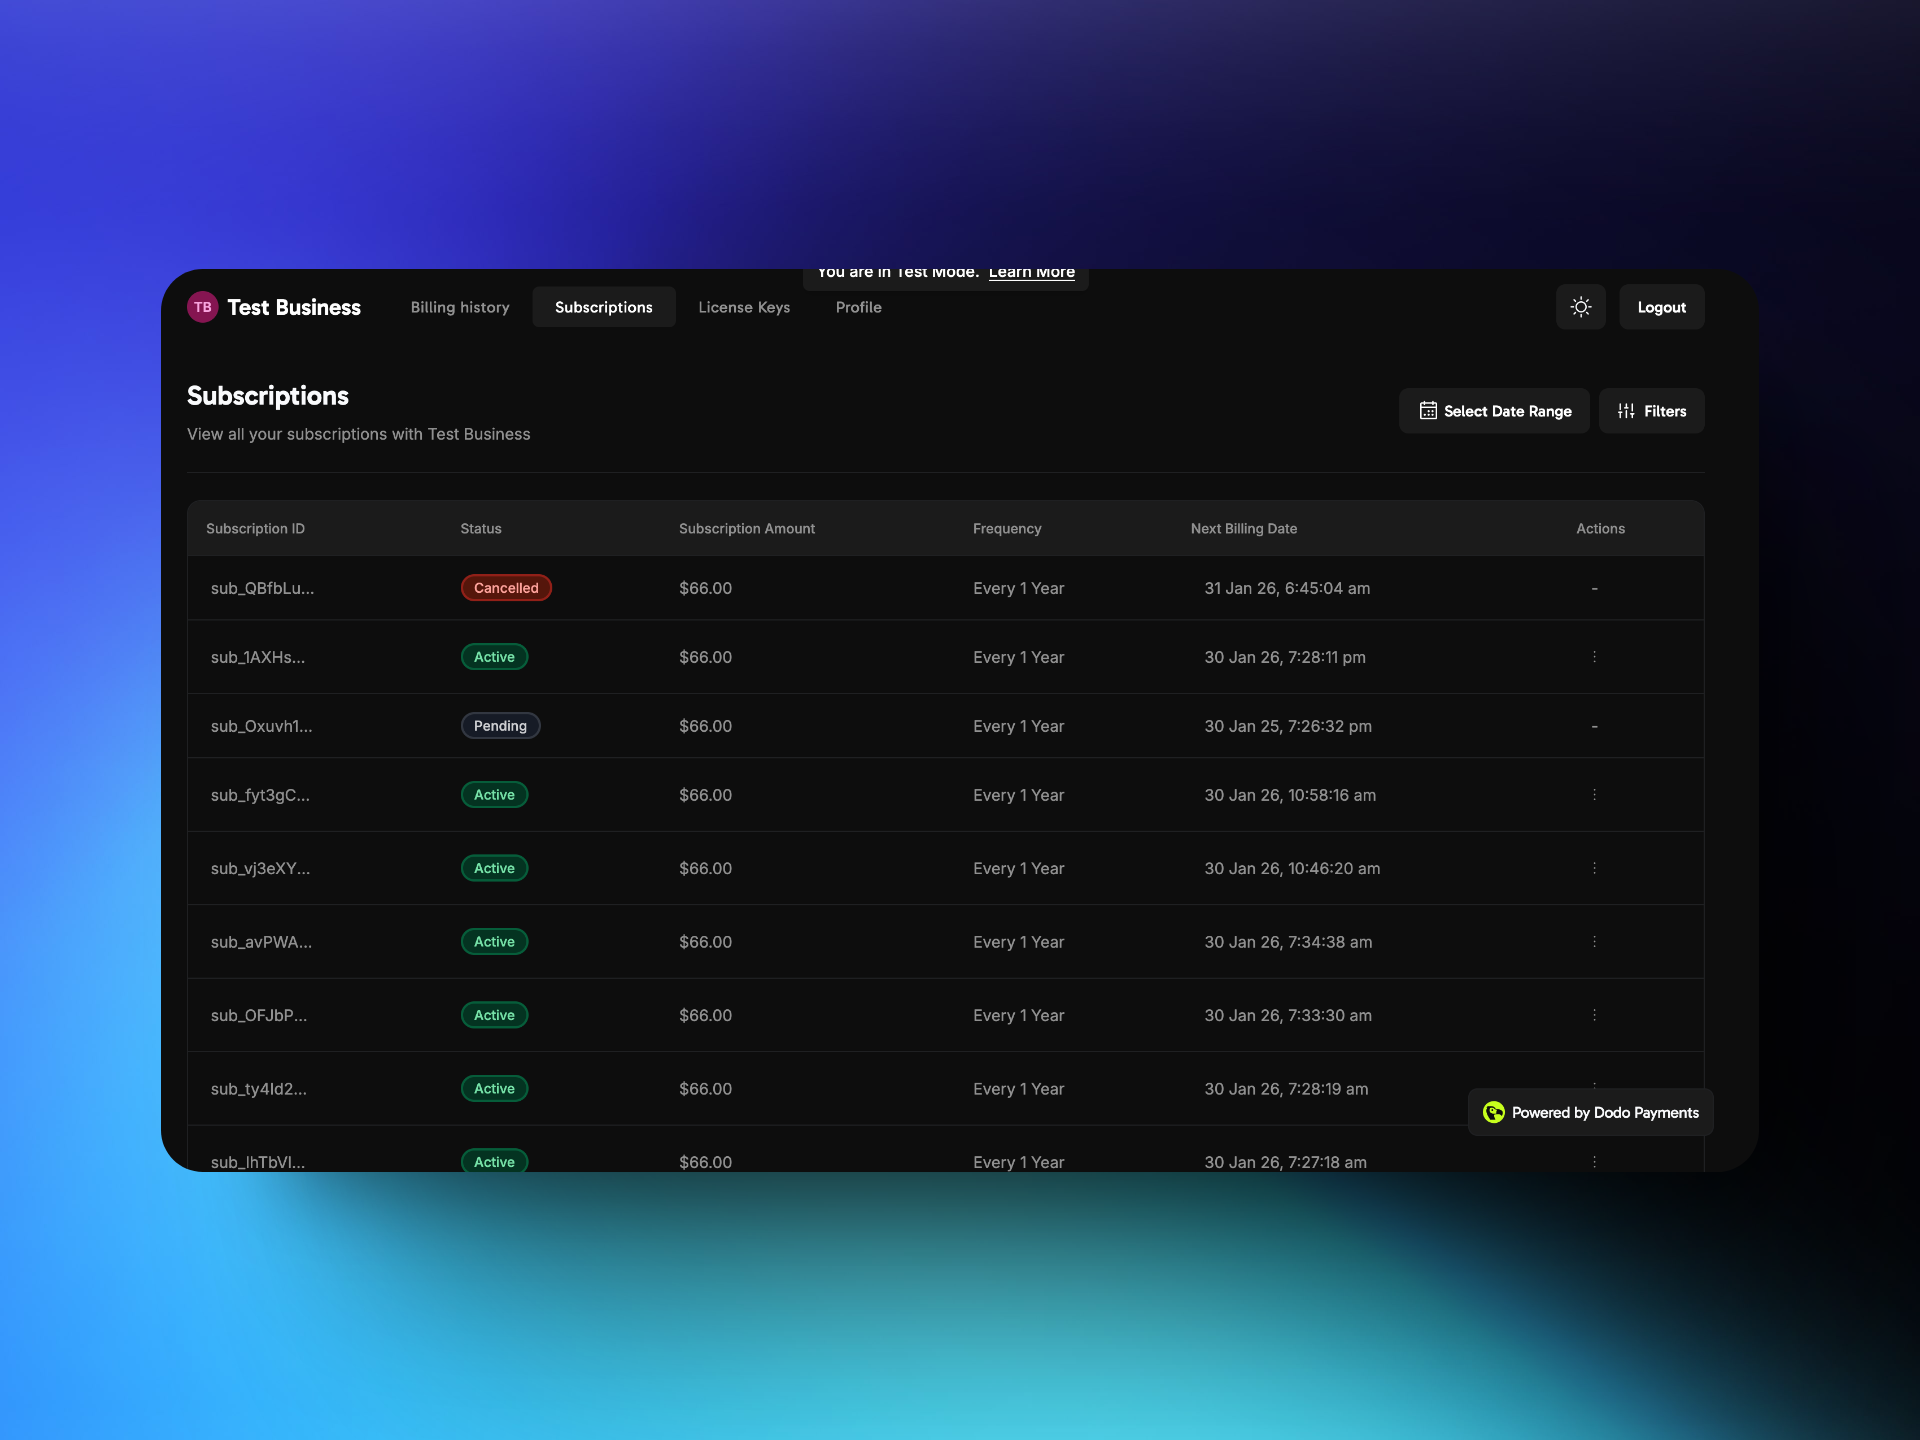 You are in Test Mode. Learn More
TB Test Business Billing history Subscriptions License Keys Profile Logout
Subscriptions
View all your subscriptions with Test Business
Select Date Range Filters
Subscription ID Status Subscription Amount Frequency Next Billing Date Actions
sub_QBfbLu... Cancelled $66.00 Every 1 Year 31 Jan 26, 6:45:04 am -
sub_1AXHs... Active $66.00 Every 1 Year 30 Jan 26, 7:28:11 pm
sub_Oxuvh1... Pending $66.00 Every 1 Year 30 Jan 25, 7:26:32 pm -
sub_fyt3gC... Active $66.00 Every 1 Year 30 Jan 26, 10:58:16 am
sub_vj3eXY... Active $66.00 Every 1 Year 30 Jan 26, 10:46:20 am
sub_avPWA... Active $66.00 Every 1 Year 30 Jan 26, 7:34:38 am
sub_OFJbP... Active $66.00 Every 1 Year 30 Jan 26, 7:33:30 am
sub_ty4Id2... Active $66.00 Every 1 Year 30 Jan 26, 7:28:19 am
Powered by Dodo Payments
sub_IhTbVI... Active $66.00 Every 1 Year 30 Jan 26, 7:27:18 am